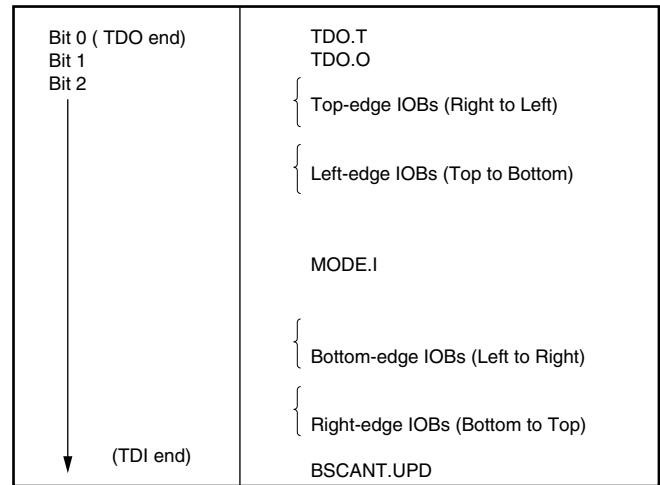 Bit 0 ( TDO end)
Bit 1
Bit 2
TDO.T
TDO.O
Top-edge IOBs (Right to Left)
Left-edge IOBs (Top to Bottom)
MODE.I
Bottom-edge IOBs (Left to Right)
Right-edge IOBs (Bottom to Top)
(TDI end)
BSCANT.UPD